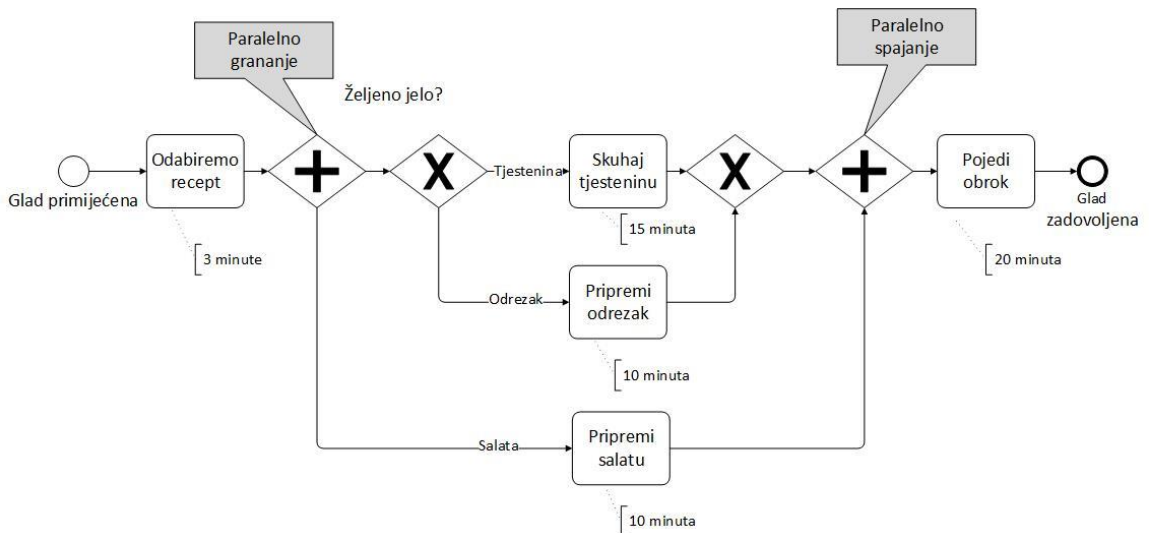 Paralelno
grananje
Paralelno
spajanje
Željeno jelo?
Glad primijećena
Odabiremo
recept
3 minute
Tjestenina
Skuhaj
tjesteninu
15 minuta
Pojedi
obrok
20 minuta
Glad
zadovoljena
Odrezak
Pripremi
odrezak
10 minuta
Salata
Pripremi
salatu
10 minuta